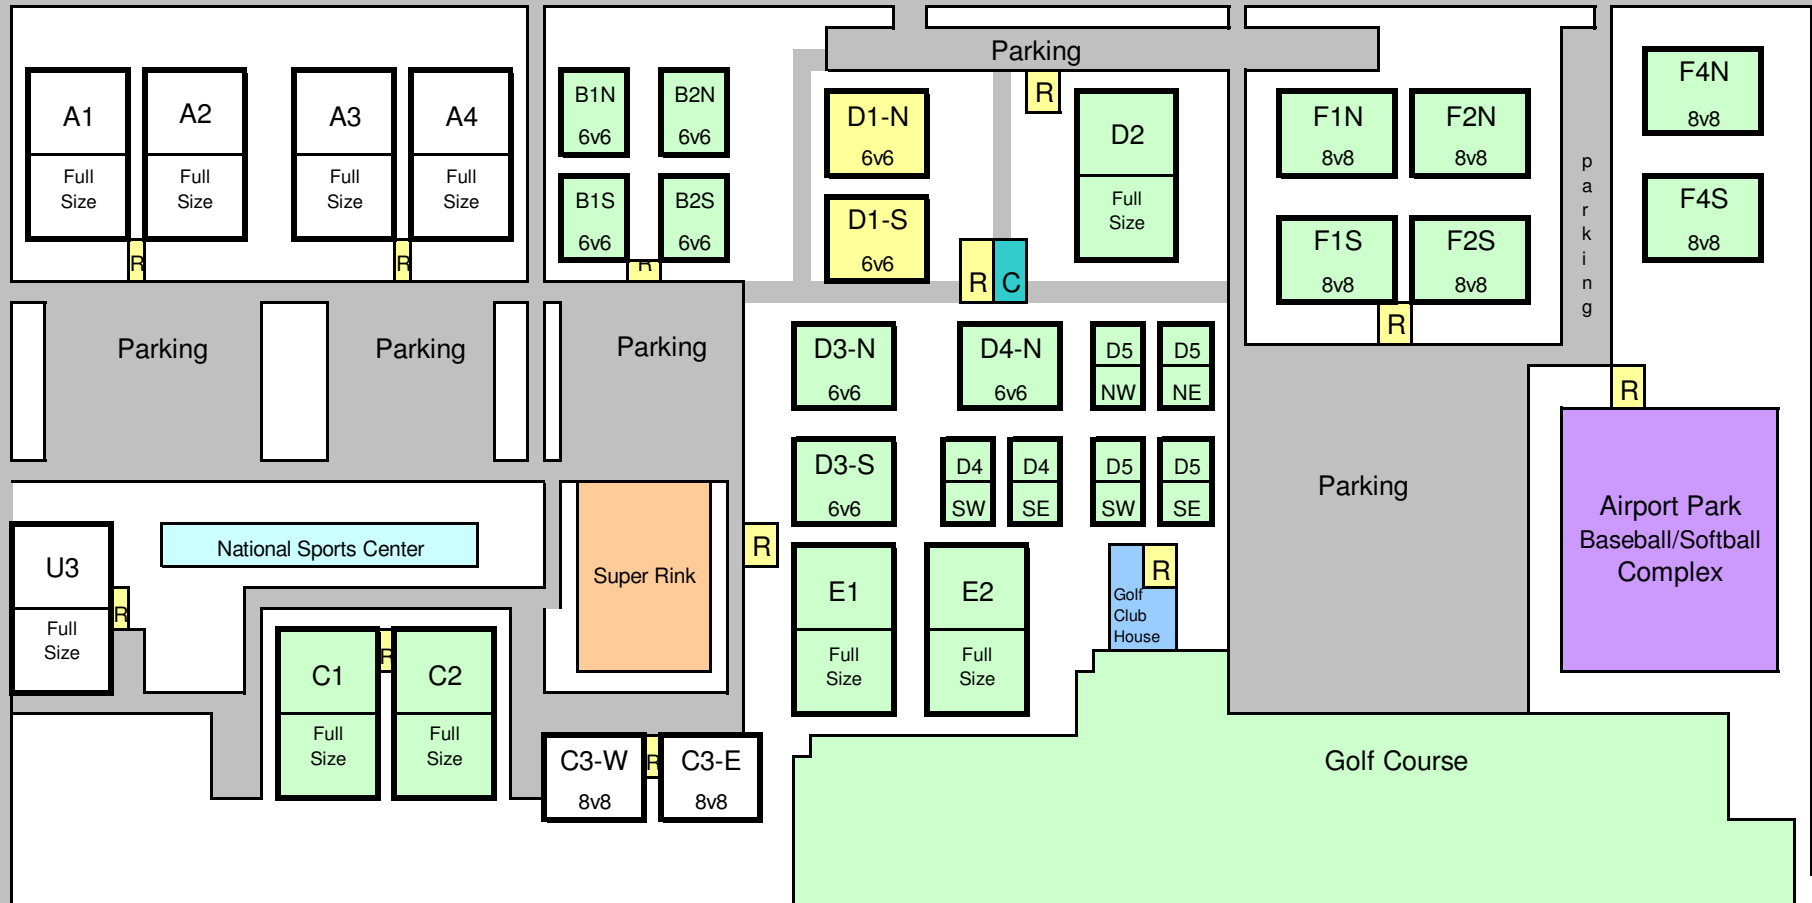 Parking
A1
Full
Size
A2
Full
Size
A3
Full
Size
A4
Full
Size
R
R
B1N
6v6
B2N
6v6
B1S
6v6
B2S
6v6
R
D1-N
6v6
D1-S
6v6
R
D2
Full
Size
R
C
F1N
8v8
F2N
8v8
F1S
8v8
F2S
8v8
R
parking
F4N
8v8
F4S
8v8
Parking
Parking
Parking
D3-N
6v6
D4-N
6v6
D5
NW
D5
NE
D3-S
6v6
D4
SW
D4
SE
D5
SW
D5
SE
Parking
R
Airport Park
Baseball/Softball
Complex
U3
Full
Size
R
National Sports Center
Super Rink
R
E1
Full
Size
E2
Full
Size
R
Golf
Club
House
C1
Full
Size
R
C2
Full
Size
C3-W
8v8
R
C3-E
8v8
Golf Course